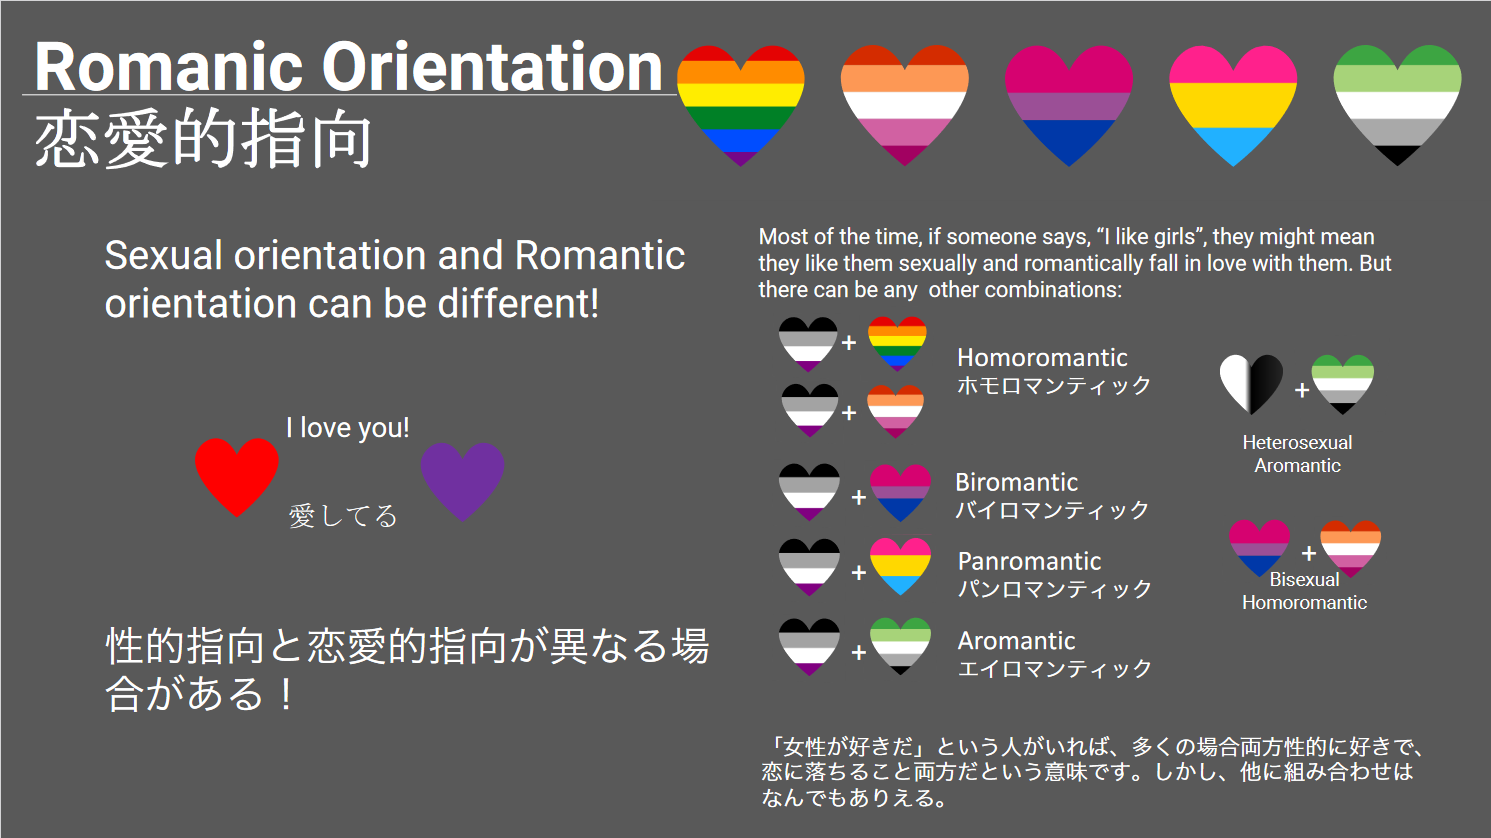 Romanic Orientation
恋愛的指向
Sexual orientation and Romantic
orientation can be different!
I love you!
愛してる
性的指向と恋愛的指向が異なる場
合がある！
Most of the time, if someone says, “I like girls”, they might mean
they like them sexually and romantically fall in love with them. But
there can be any other combinations:
+
+
Homoromantic
ホモロマンティック
+
Biromantic
バイロマンティック
+
Panromantic
パンロマンティック
+
Aromantic
エイロマンティック
+
Heterosexual
Aromantic
+
Bisexual
Homoromantic
「女性が好きだ」という人がいれば、多くの場合両方性的に好きで、
恋に落ちること両方だという意味です。しかし、他に組み合わせは
なんでもありえる。